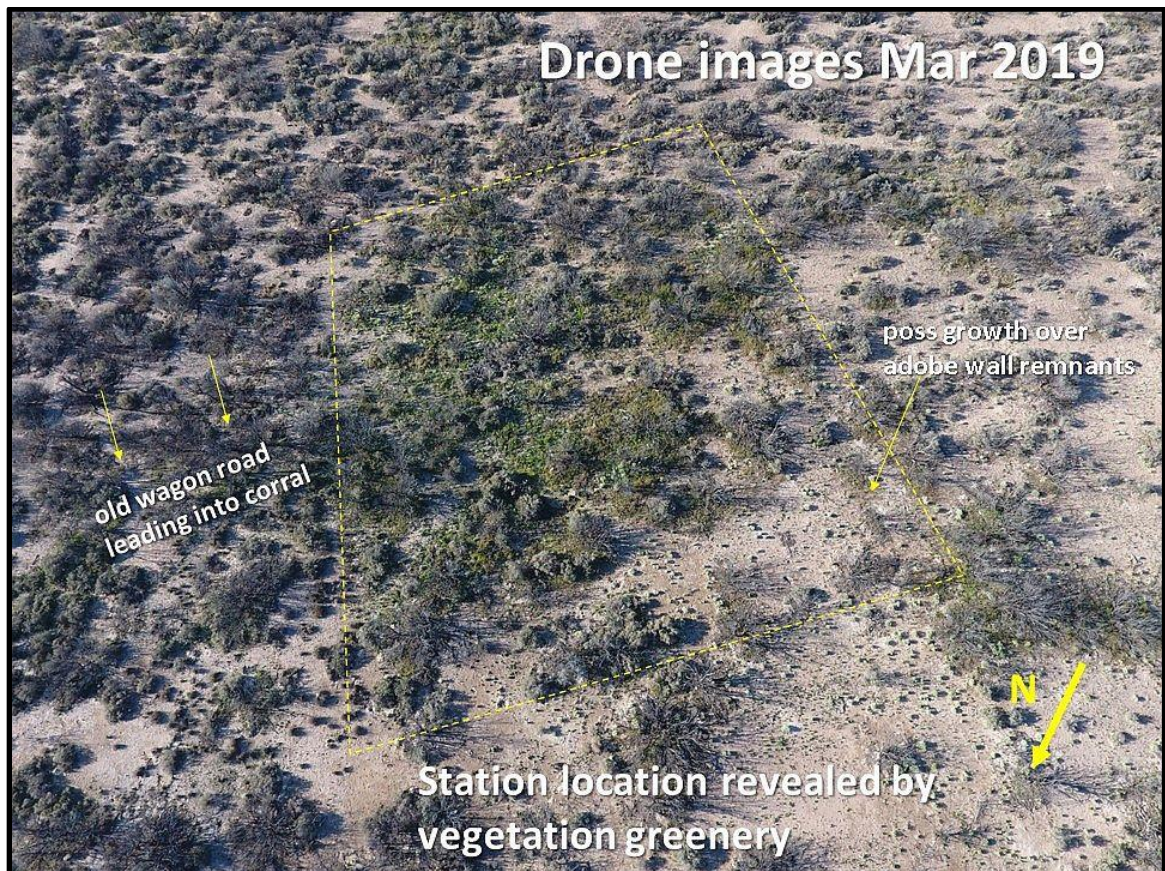 Drone images Mar 2019
poss growth over
adobe wall remnants
old wagon road
leading into corral
N
Station location revealed by
vegetation greenery